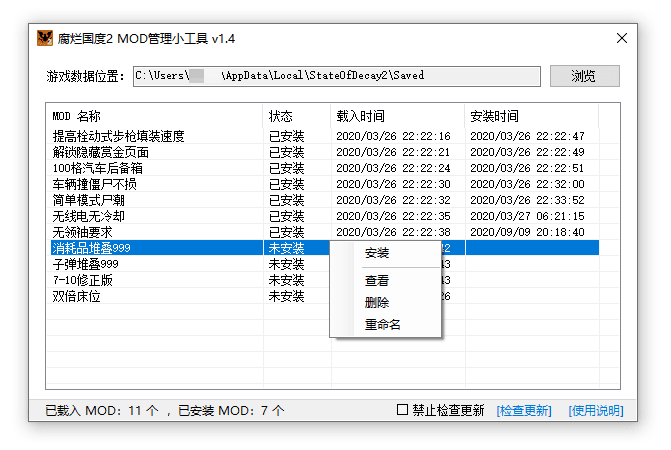 腐烂国度2 MOD管理小工具 v1.4
游戏数据位置： C:\Users\ \AppData\Local\StateOfDecay2\Saved 浏览
MOD 名称 状态 载入时间 安装时间
提高栓动式步枪填装速度 已安装 2020/03/26 22:22:16 2020/03/26 22:22:47
解锁隐藏赏金页面 已安装 2020/03/26 22:22:21 2020/03/26 22:22:49
100格汽车后备箱 已安装 2020/03/26 22:22:24 2020/03/26 22:22:51
车辆撞僵尸不损 已安装 2020/03/26 22:22:30 2020/03/26 22:32:00
简单模式尸潮 已安装 2020/03/26 22:22:32 2020/03/26 22:33:52
无线电无冷却 已安装 2020/03/26 22:22:35 2020/03/27 06:21:15
无领袖要求 已安装 2020/03/26 22:22:38 2020/09/09 20:18:40
消耗品堆叠999 未安装 22
子弹堆叠999 未安装 43
7-10修正版 未安装 43
双倍床位 未安装 26
安装
查看
删除
重命名
已载入 MOD：11 个 ，已安装 MOD：7 个 禁止检查更新 [检查更新] [使用说明]